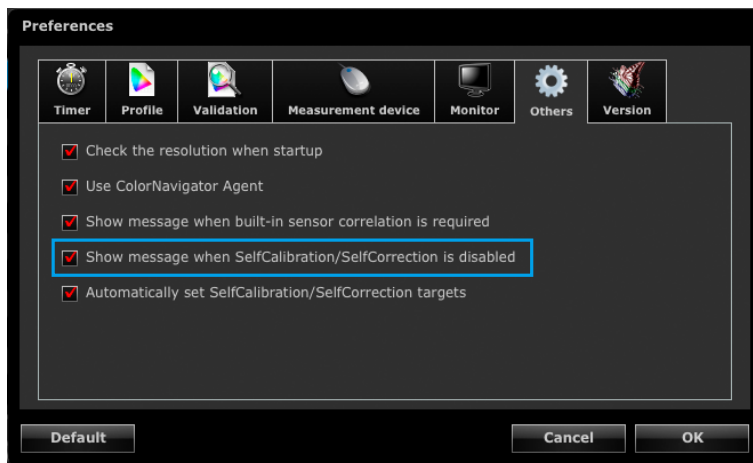 Preferences
Timer
Profile
Validation
Measurement device
Monitor
Others
Version
Check the resolution when startup
Use ColorNavigator Agent
Show message when built-in sensor correlation is required
Show message when SelfCalibration/SelfCorrection is disabled
Automatically set SelfCalibration/SelfCorrection targets
Default
Cancel
OK